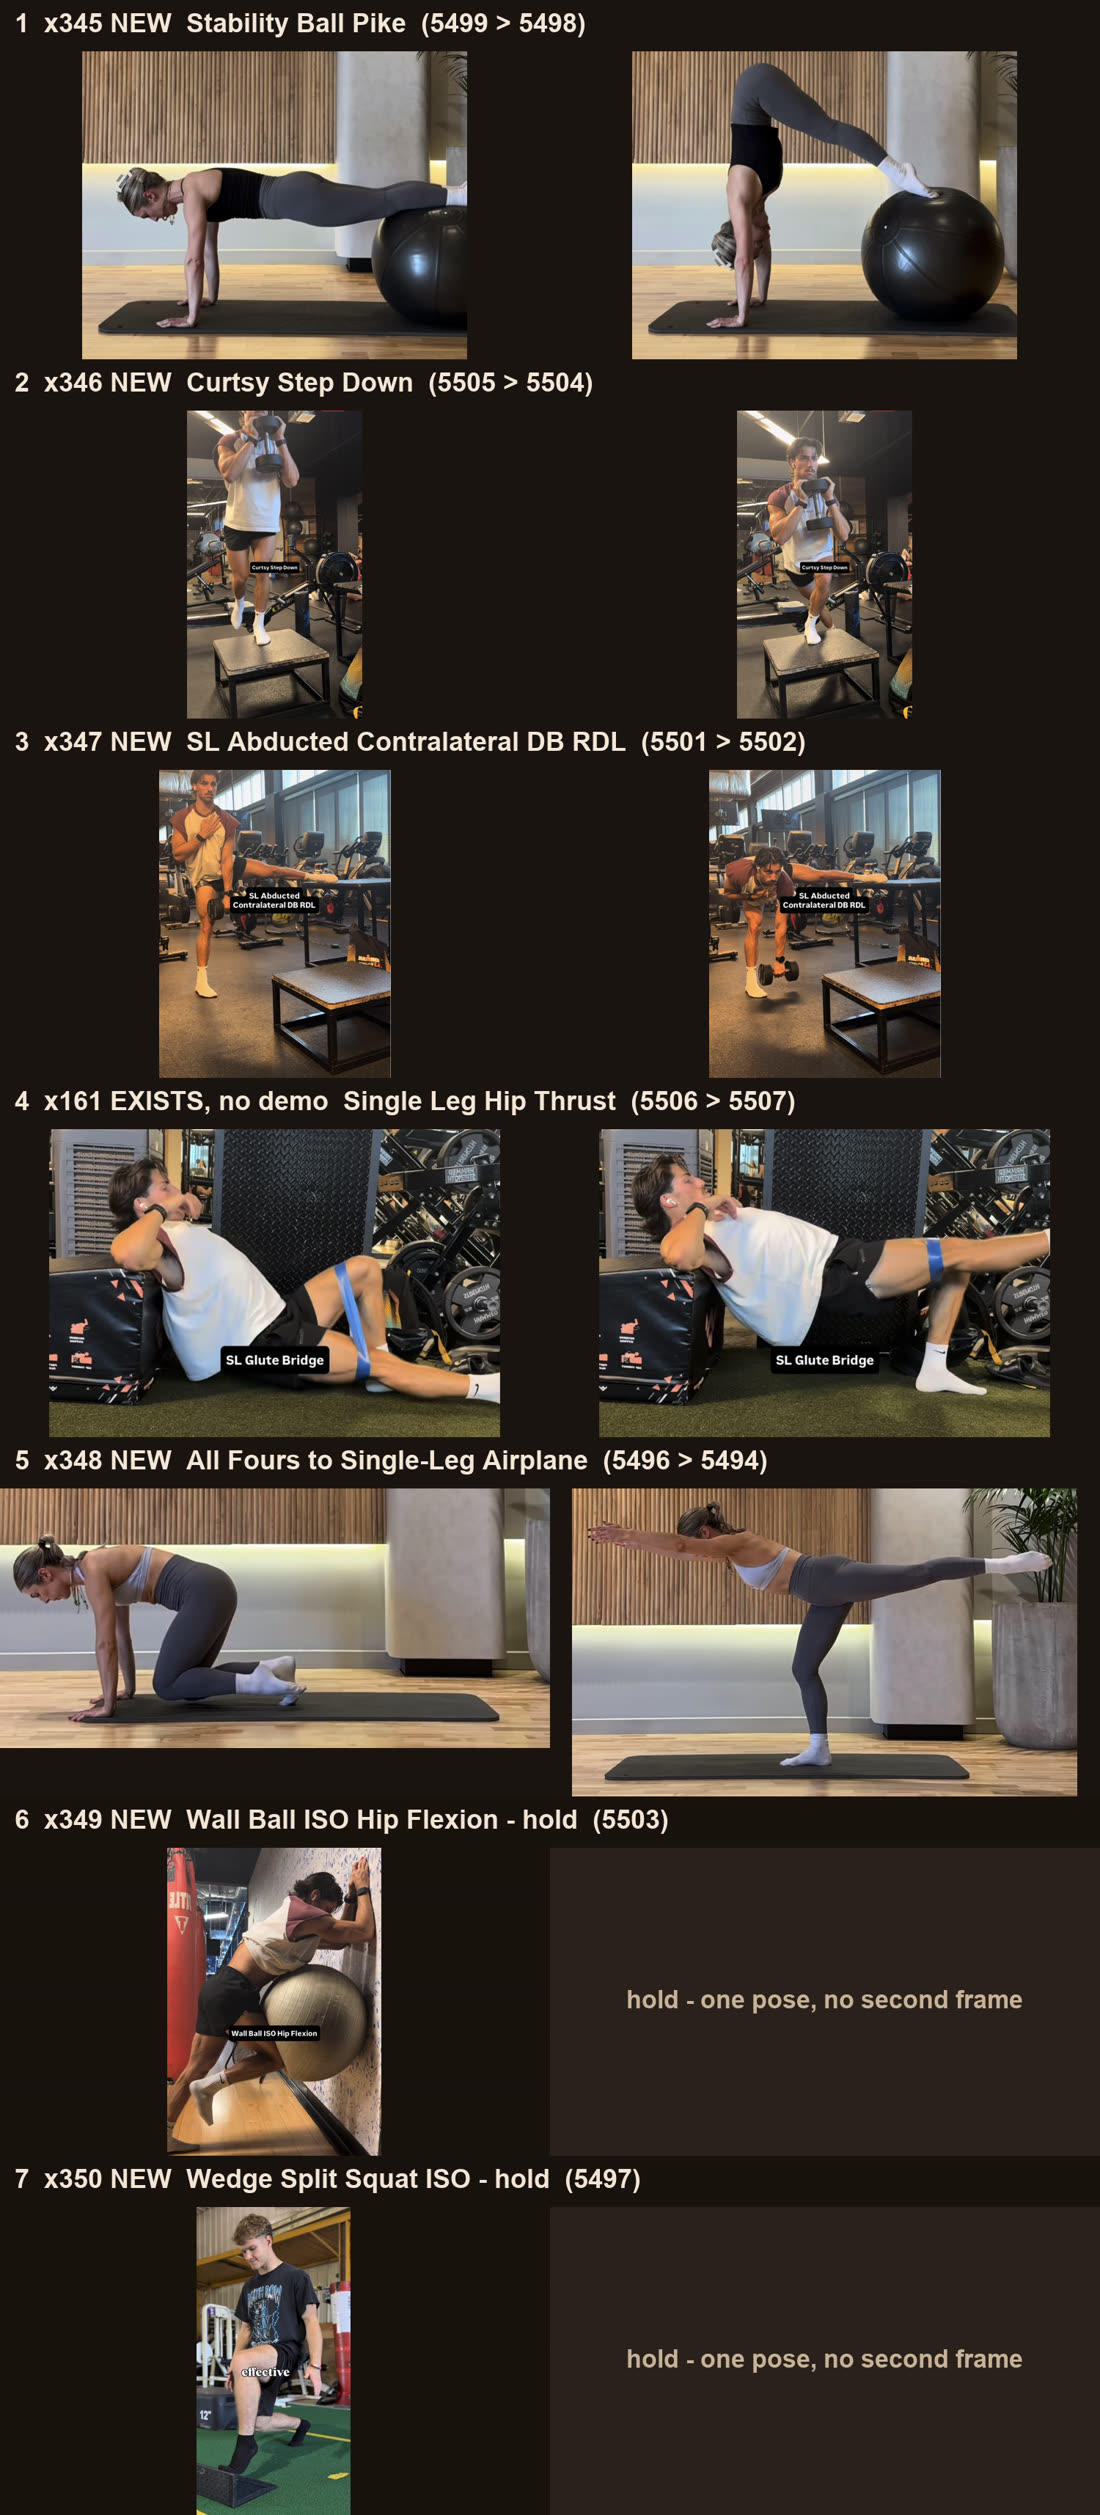 1 x345 NEW Stability Ball Pike (5499 > 5498)
2 x346 NEW Curtsy Step Down (5505 > 5504)
Curtsy Step Down
Curtsy Step Down
3 x347 NEW SL Abducted Contralateral DB RDL (5501 > 5502)
SL Abducted
Contralateral DB RDL
SL Abducted
Contralateral DB RDL
4 x161 EXISTS, no demo Single Leg Hip Thrust (5506 > 5507)
SL Glute Bridge
SL Glute Bridge
5 x348 NEW All Fours to Single-Leg Airplane (5496 > 5494)
6 x349 NEW Wall Ball ISO Hip Flexion - hold (5503)
Wall Ball ISO Hip Flexion
hold - one pose, no second frame
7 x350 NEW Wedge Split Squat ISO - hold (5497)
effective
12"
hold - one pose, no second frame